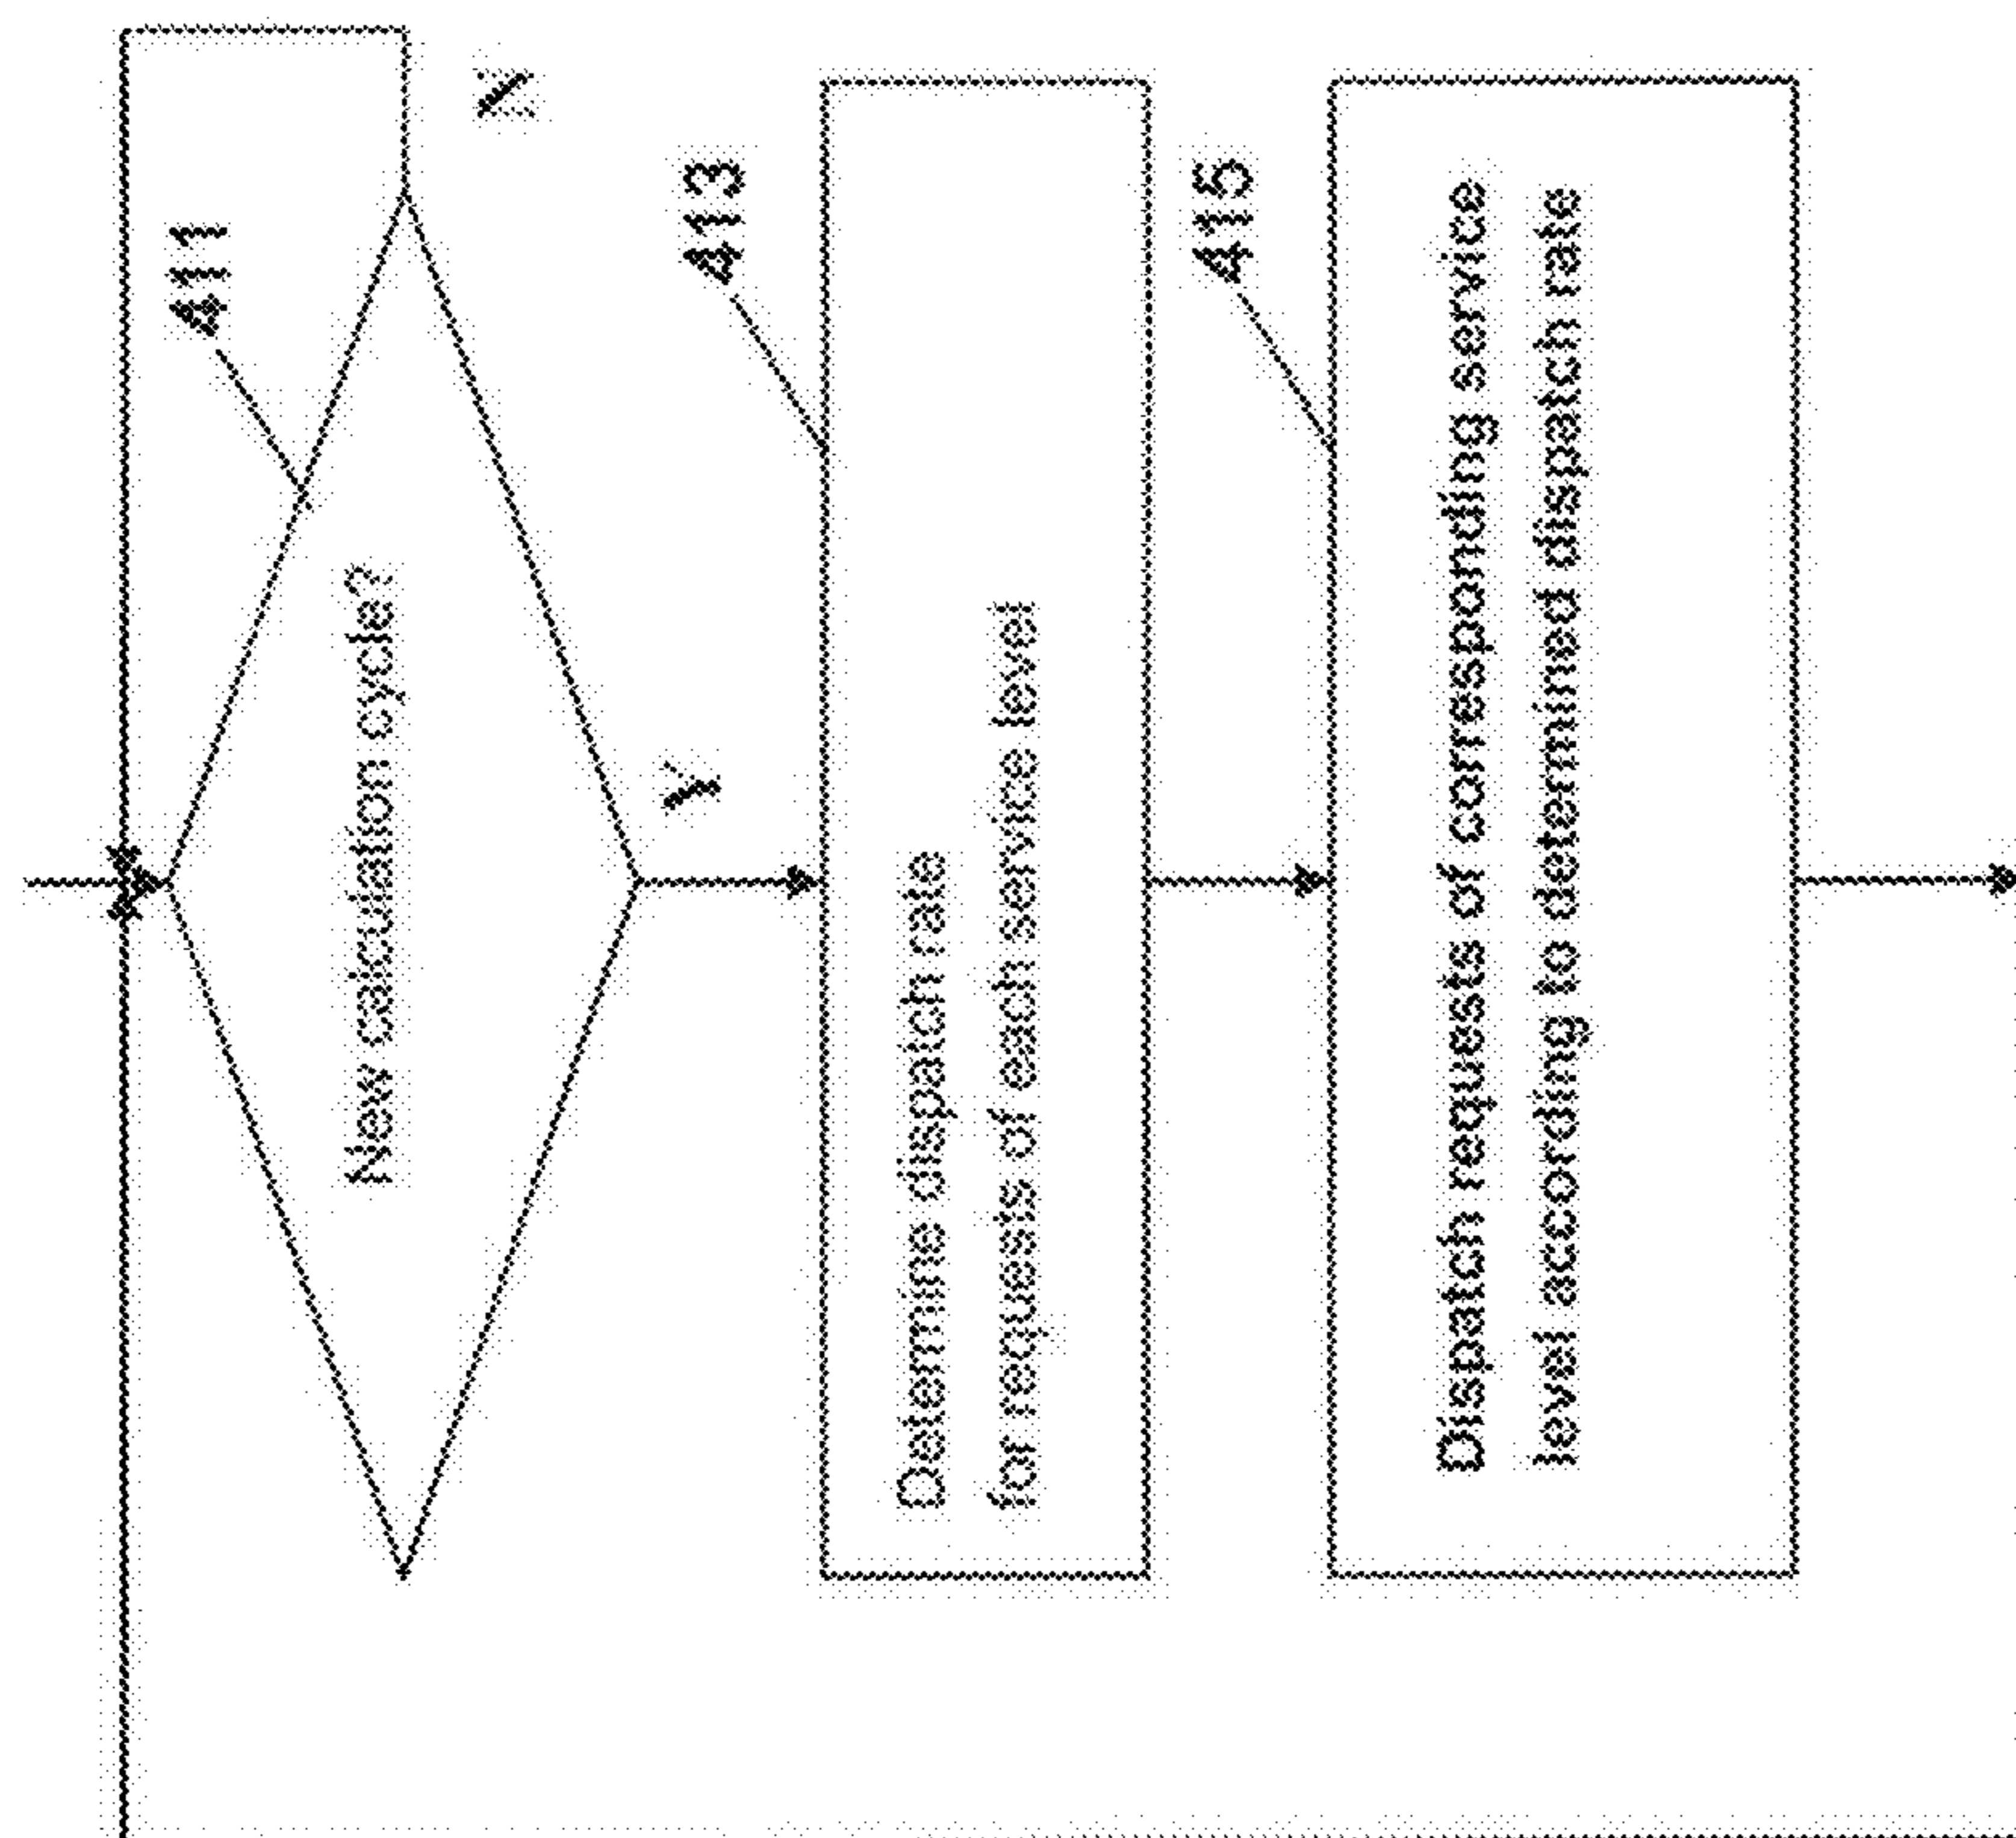 411
New calculation cycle?
N
Y
413
Determine dispatch rate
for requests of each service level
415
Dispatch requests of corresponding service
level according to determined dispatch rate